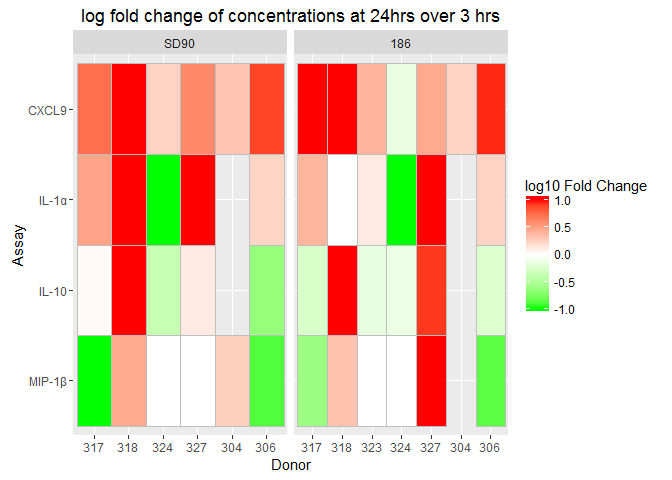 log fold change of concentrations at 24hrs over 3 hrs
SD90
186
CXCL9
IL-1α
IL-10
MIP-1β
Assay
317 318 324 327 304 306
317 318 323 324 327 304 306
Donor
log10 Fold Change
1.0
0.5
0.0
-0.5
-1.0